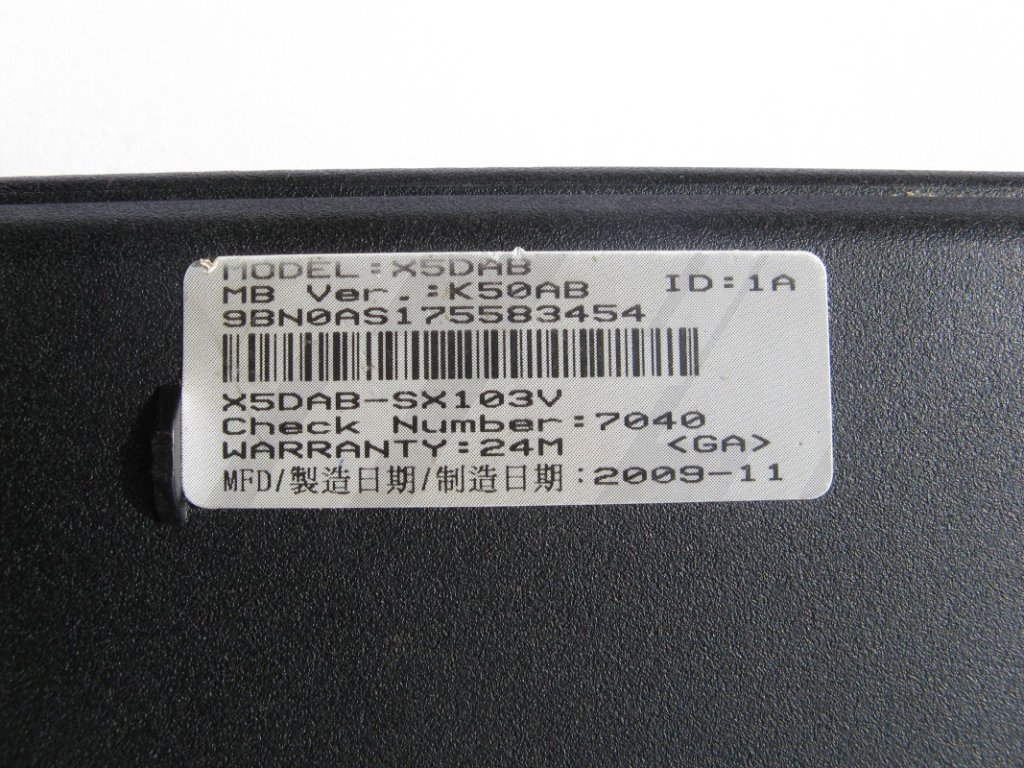 MODEL:X5DAB
MB Ver.:K50AB ID:1A
9BN0AS175583454
X5DAB-SX103V
Check Number:7040
WARRANTY:24M <GA>
MFD/製造日期/制造日期:2009-11